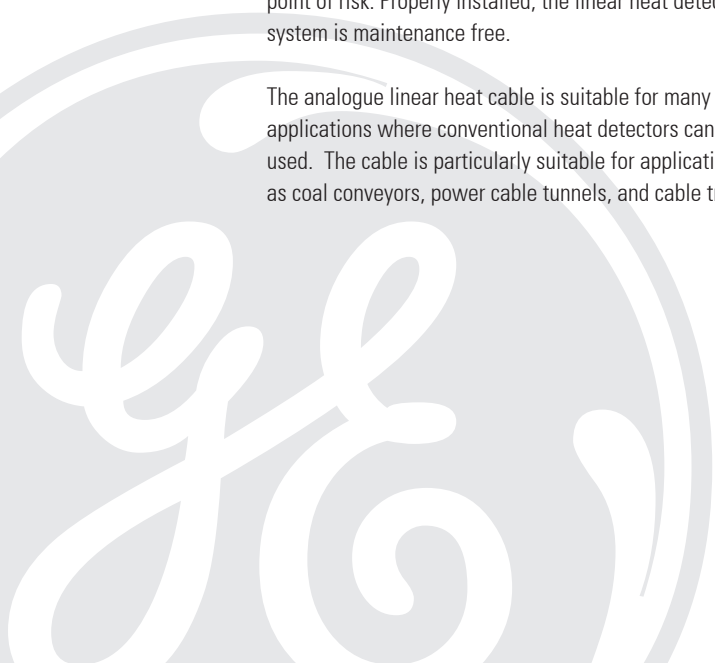 point of risk. Properly installed, the linear heat
system is maintenance free.
The analogue linear heat cable is suitable for many
applications where conventional heat detectors can
used. The cable is particularly suitable for
as coal conveyors, power cable tunnels, and cable
GE